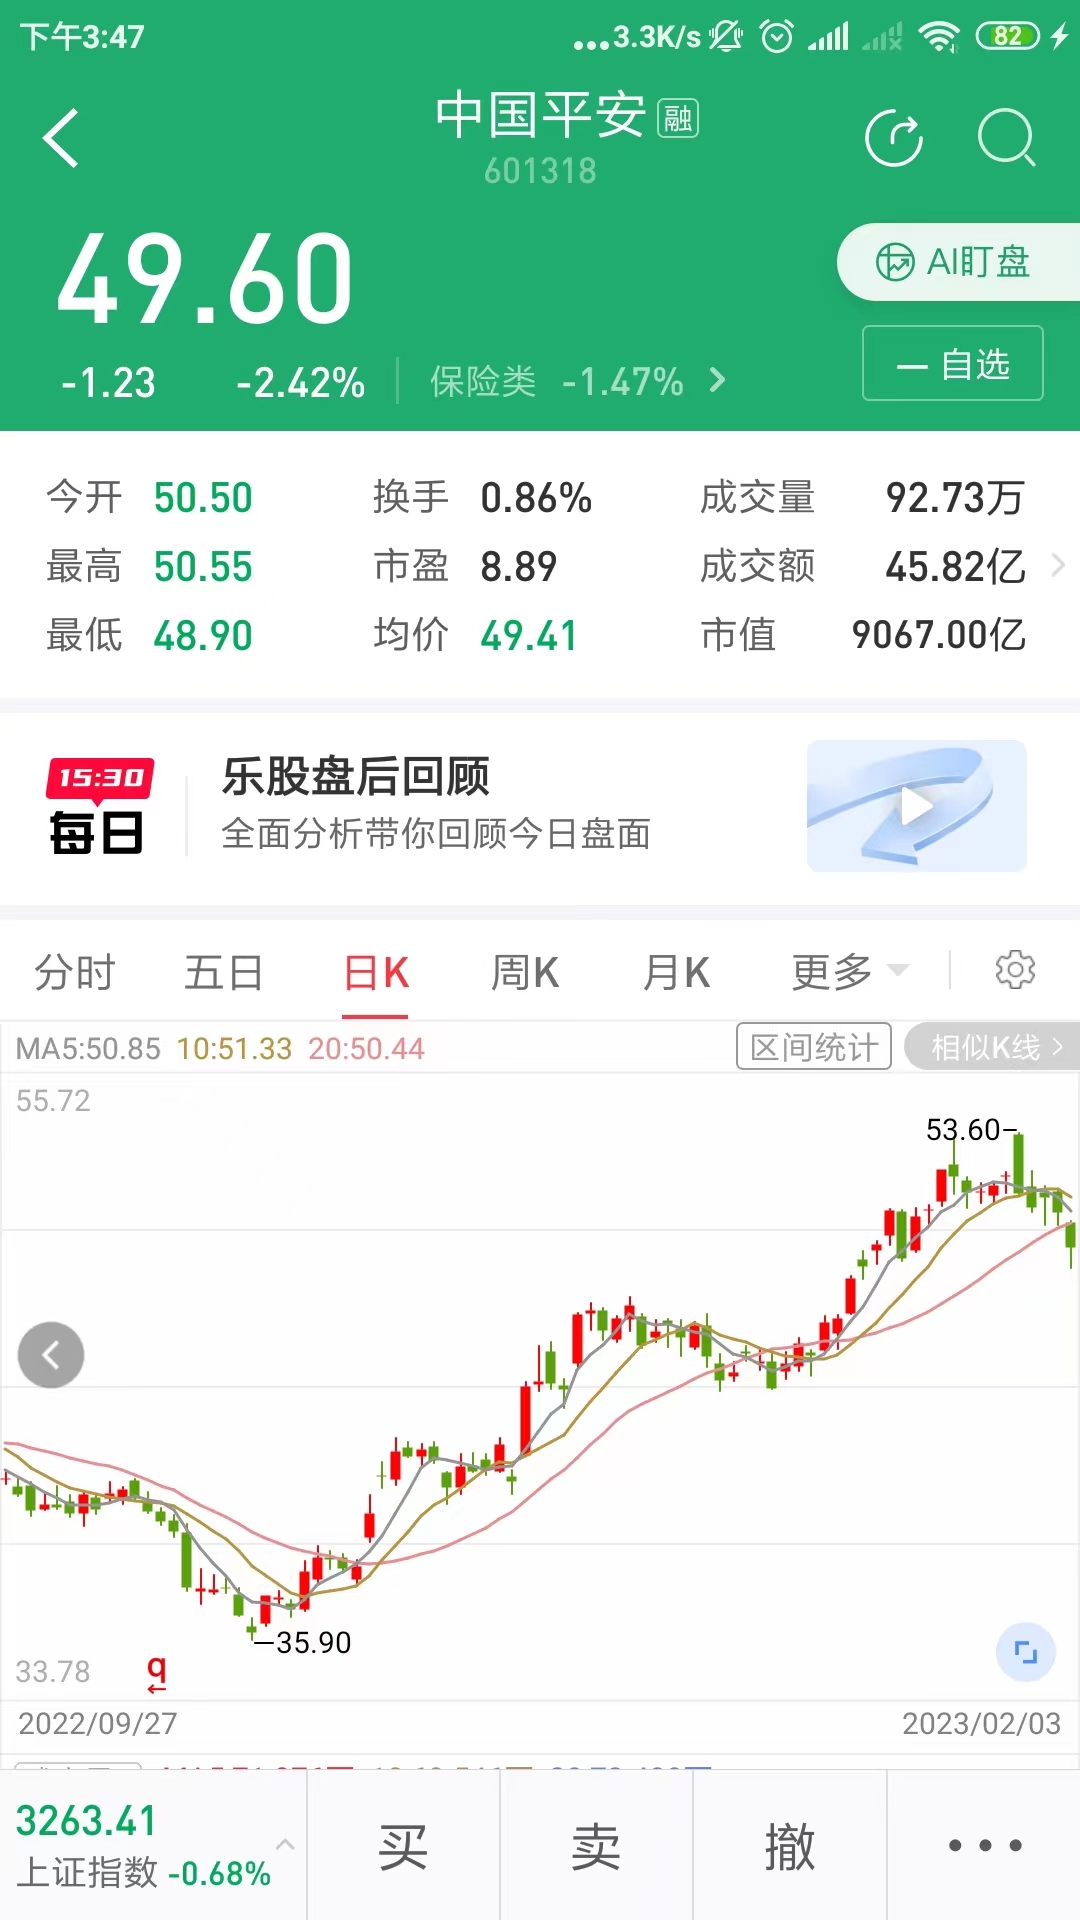 下午3:47
...3.3K/s
82
中国平安 融
601318
49.60
AI盯盘
-1.23 -2.42% 保险类 -1.47%
一 自选
今开 50.50 换手 0.86% 成交量 92.73万
最高 50.55 市盈 8.89 成交额 45.82亿
最低 48.90 均价 49.41 市值 9067.00亿
15:30
每日
乐股盘后回顾
全面分析带你回顾今日盘面
分时 五日 日K 周K 月K 更多
MA5:50.85 10:51.33 20:50.44 区间统计 相似K线
55.72
53.60
35.90
33.78
q
2022/09/27 2023/02/03
3263.41
上证指数 -0.68%
买 卖 撤